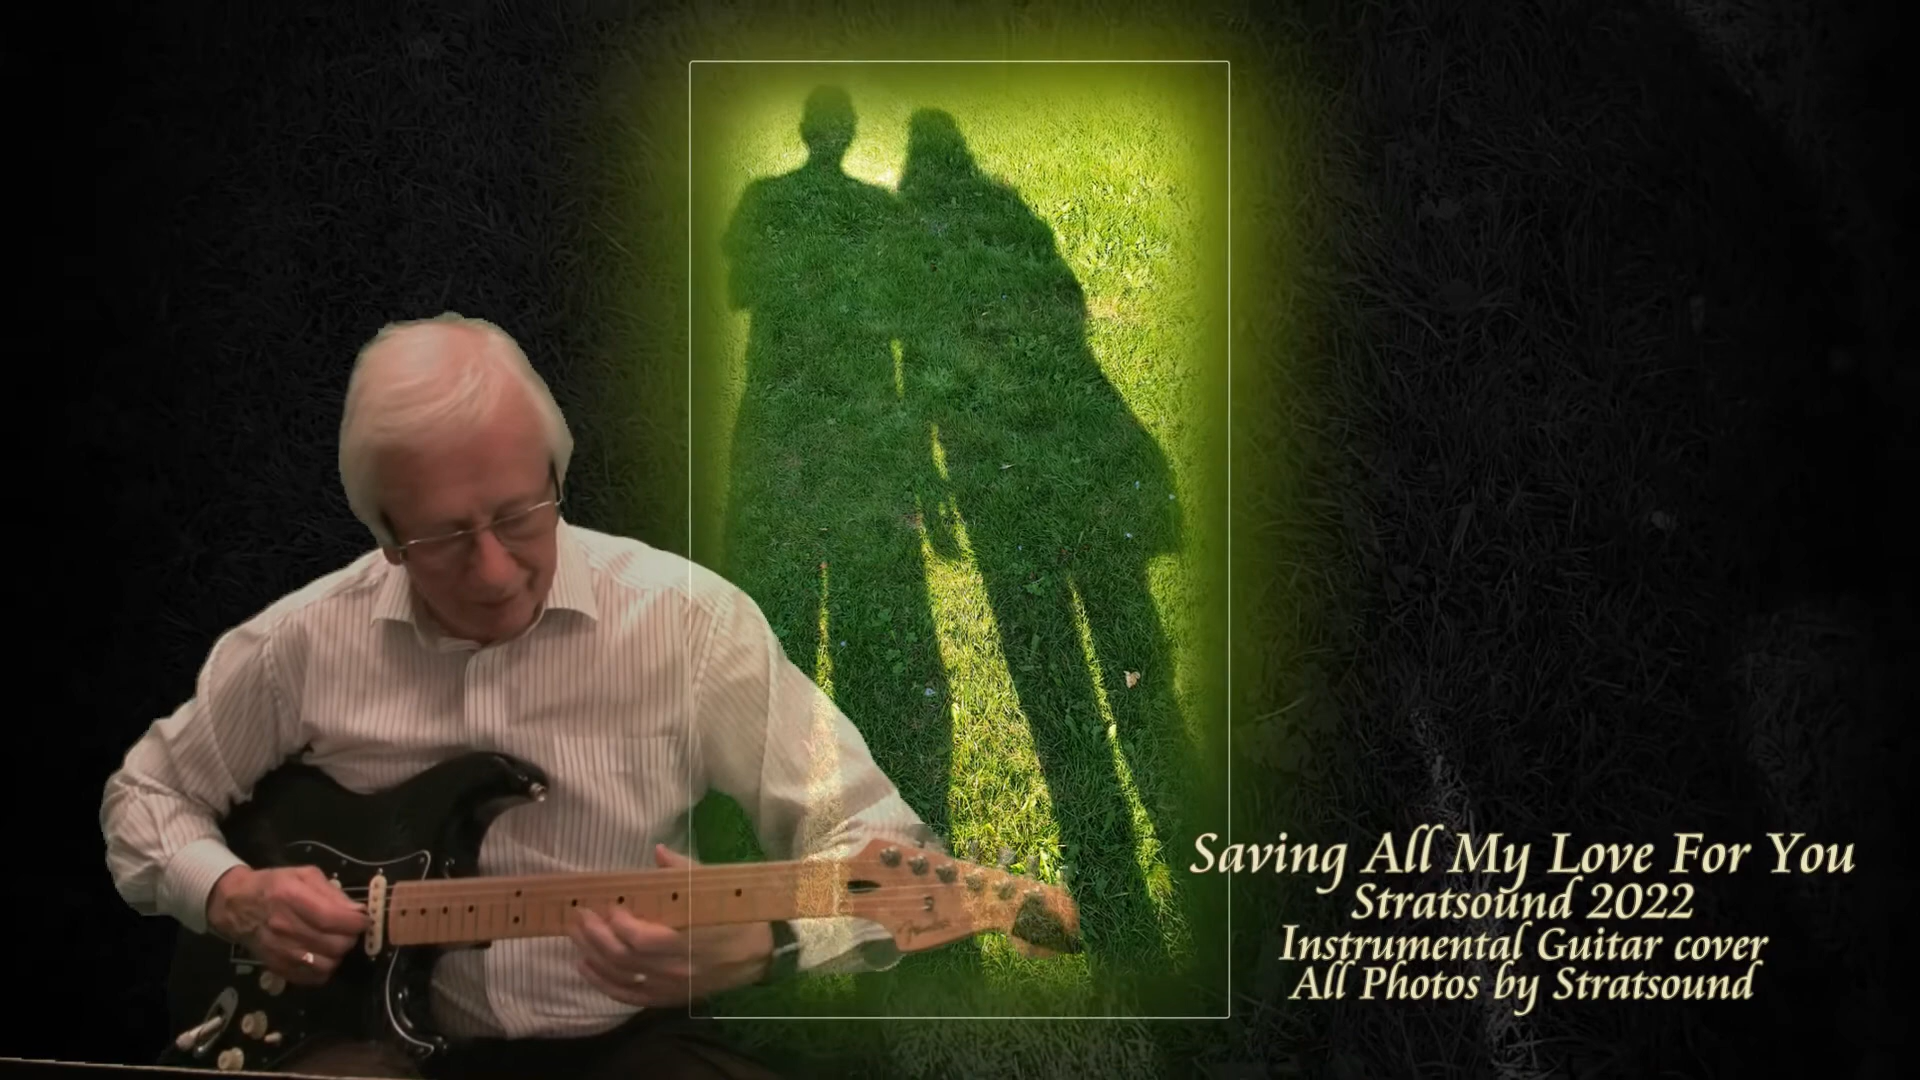 Saving All My Love For You
Stratsound 2022
Instrumental Guitar cover
All Photos by Stratsound